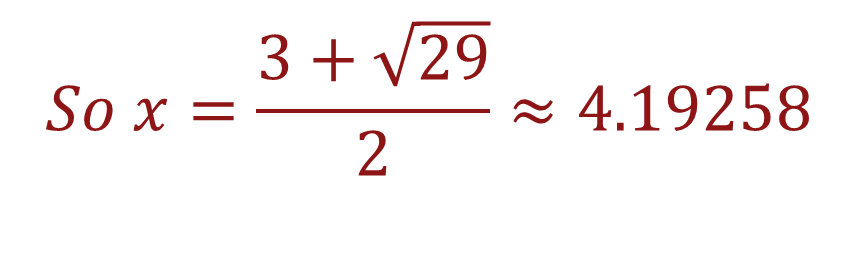 So x = (3 + √29)/2 ≈ 4.19258